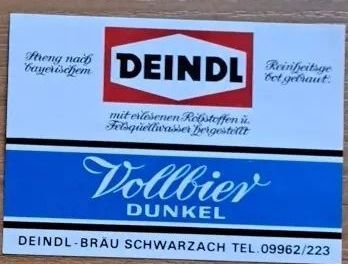 Streng nach
bayerischem
DEINDL
Reinheitsge
bot gebraut.
mit erlesenen Rohstoffen u.
Felsquellwasser hergestellt
Vollbier
DUNKEL
DEINDL-BRÄU SCHWARZACH TEL. 09962/223